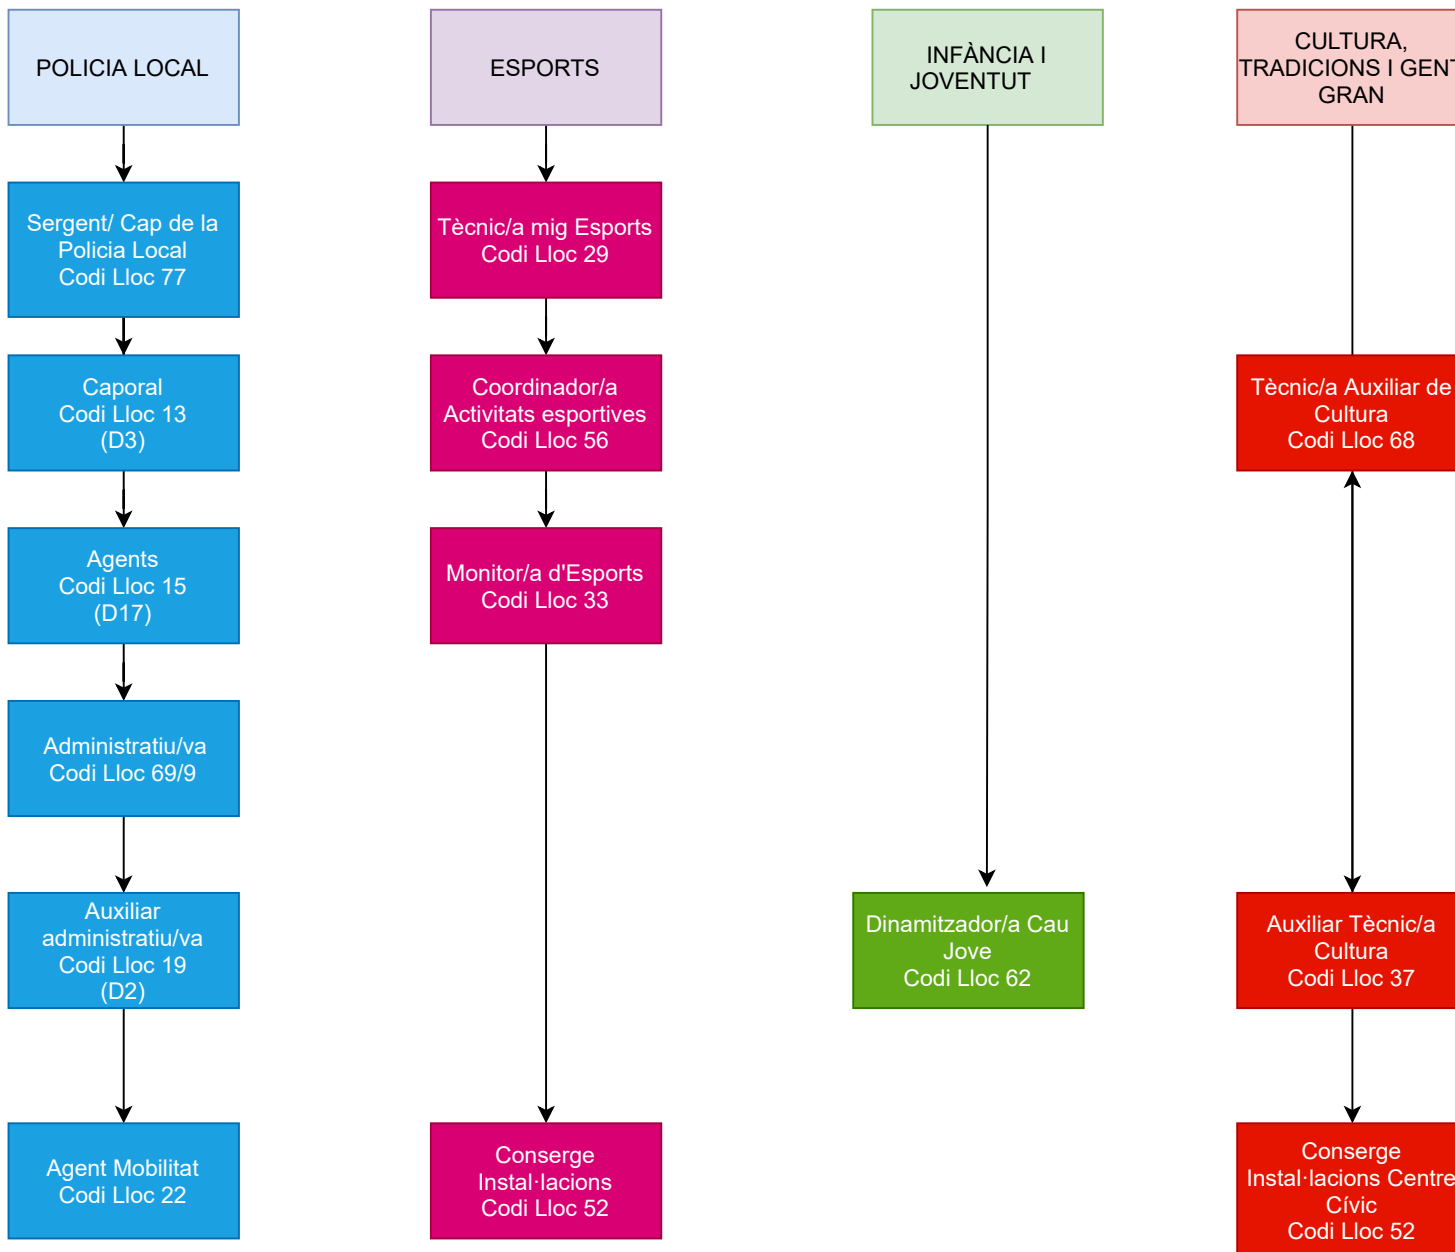 POLICIA LOCAL
Sergent/ Cap de la
Policia Local
Codi Lloc 77
Caporal
Codi Lloc 13
(D3)
Agents
Codi Lloc 15
(D17)
Administratiu/va
Codi Lloc 69/9
Auxiliar
administratiu/va
Codi Lloc 19
(D2)
Agent Mobilitat
Codi Lloc 22
ESPORTS
Tècnic/a mig Esports
Codi Lloc 29
Coordinador/a
Activitats esportives
Codi Lloc 56
Monitor/a d'Esports
Codi Lloc 33
Conserge
Instal·lacions
Codi Lloc 52
INFÀNCIA I
JOVENTUT
Dinamitzador/a Cau
Jove
Codi Lloc 62
CULTURA,
TRADICIONS I GENT
GRAN
Tècnic/a Auxiliar de
Cultura
Codi Lloc 68
Auxiliar Tècnic/a
Cultura
Codi Lloc 37
Conserge
Instal·lacions Centre
Cívic
Codi Lloc 52